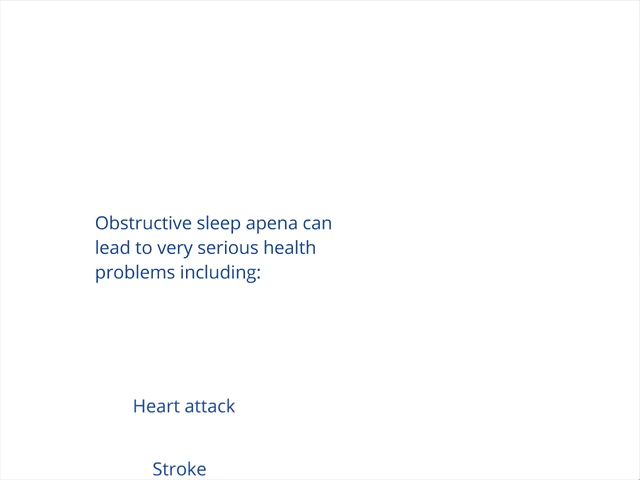 Obstructive sleep apena can
lead to very serious health
problems including:
Heart attack
Stroke